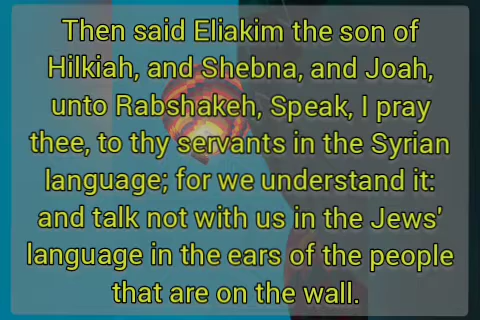 Then said Eliakim the son of
Hilkiah, and Shebna, and Joah,
unto Rabshakeh, Speak, I pray
thee, to thy servants in the Syrian
language; for we understand it:
and talk not with us in the Jews'
language in the ears of the people
that are on the wall.